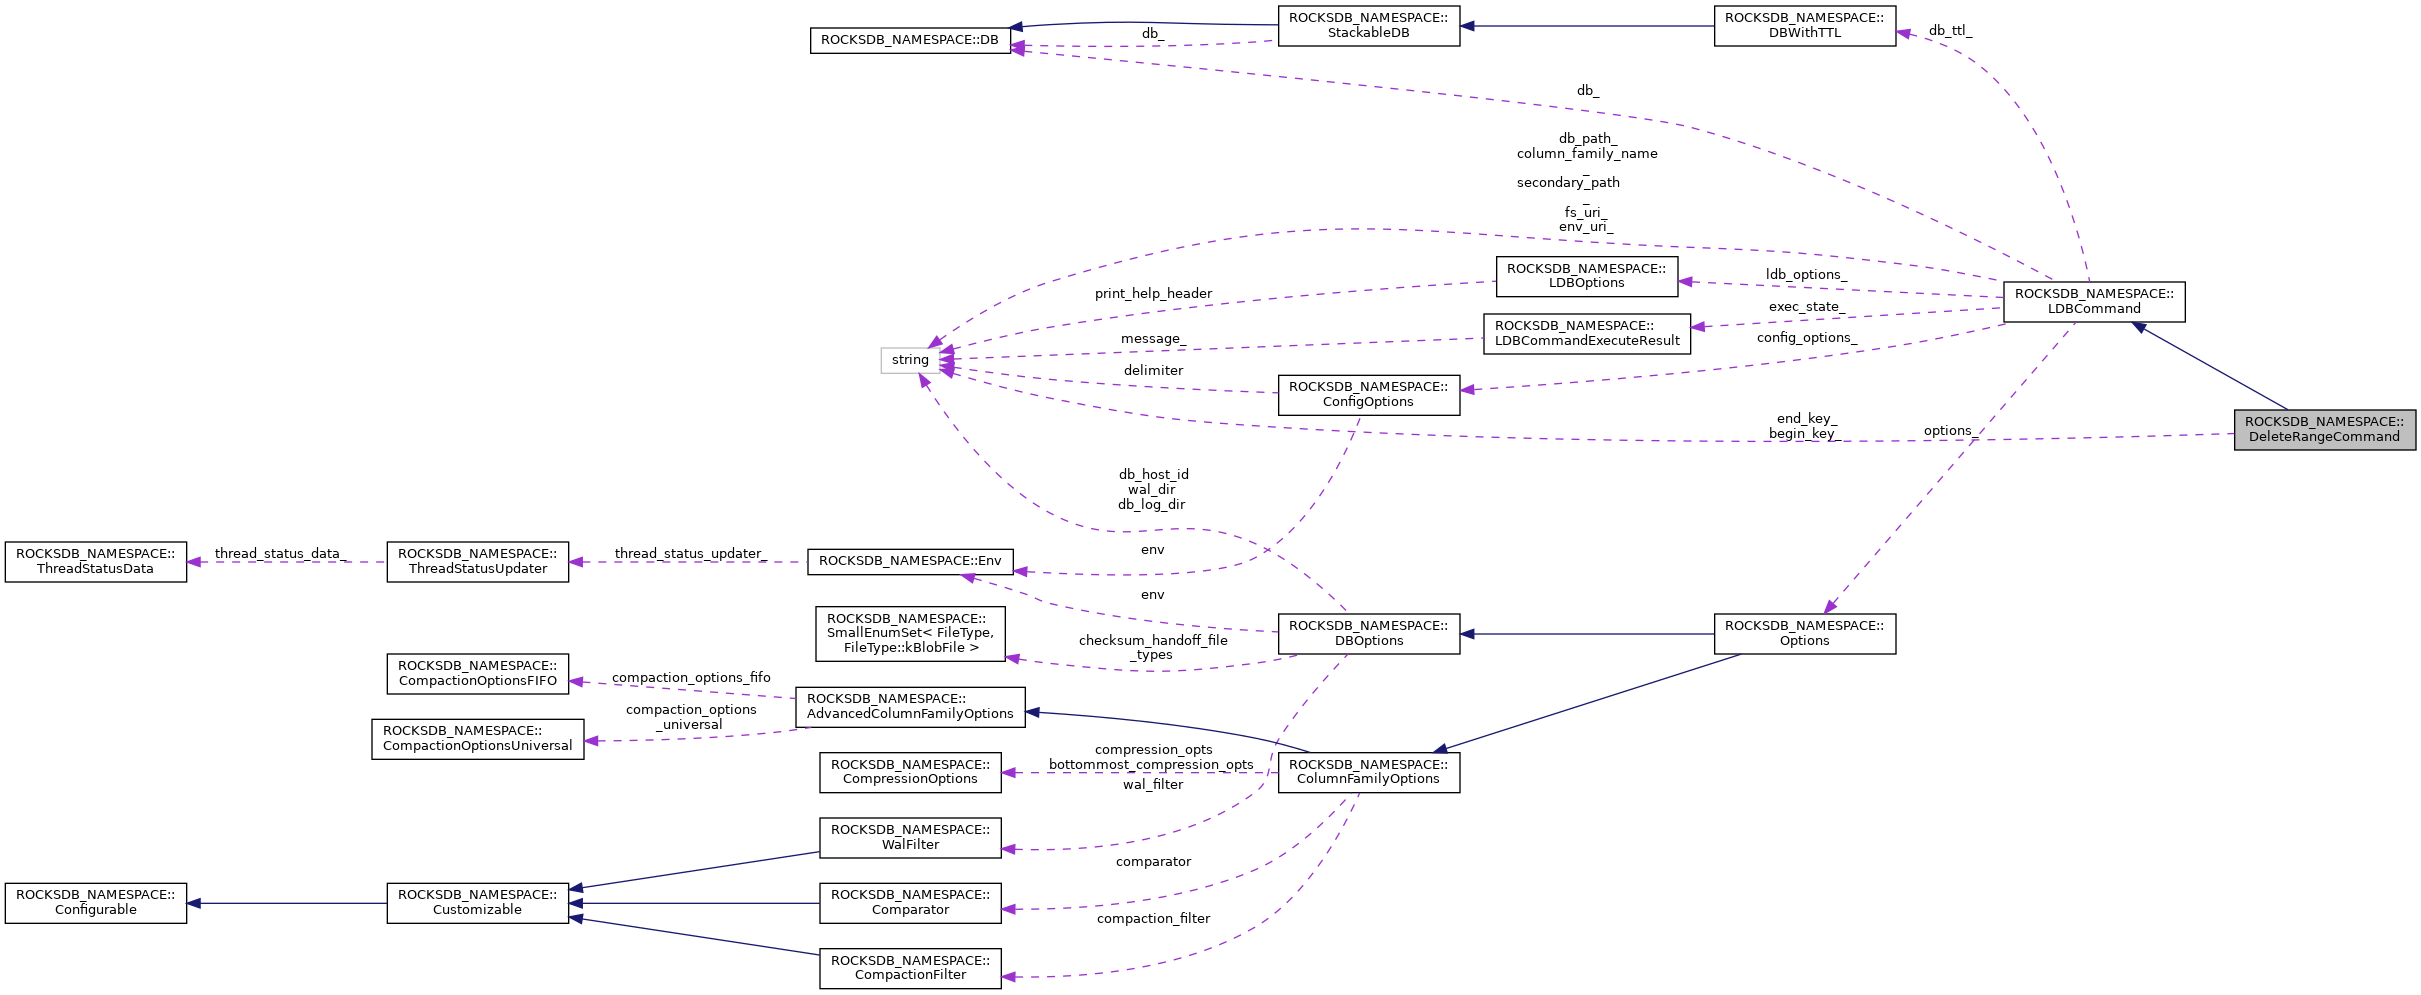 ROCKSDB_NAMESPACE::
StackableDB
ROCKSDB_NAMESPACE::
DBWithTTL
db_ttl_
ROCKSDB_NAMESPACE::DB
db_
db_
db_path_
column_family_name
_
secondary_path
_
fs_uri_
env_uri_
ROCKSDB_NAMESPACE::
LDBOptions
ldb_options_
print_help_header
ROCKSDB_NAMESPACE::
LDBCommand
exec_state_
ROCKSDB_NAMESPACE::
LDBCommandExecuteResult
message_
config_options_
string
delimiter
ROCKSDB_NAMESPACE::
ConfigOptions
end_key_
begin_key_
options_
ROCKSDB_NAMESPACE::
DeleteRangeCommand
db_host_id
wal_dir
db_log_dir
ROCKSDB_NAMESPACE::
ThreadStatusData
thread_status_data_
ROCKSDB_NAMESPACE::
ThreadStatusUpdater
thread_status_updater_
ROCKSDB_NAMESPACE::Env
env
env
ROCKSDB_NAMESPACE::
SmallEnumSet< FileType,
FileType::kBlobFile >
checksum_handoff_file
_types
ROCKSDB_NAMESPACE::
DBOptions
ROCKSDB_NAMESPACE::
Options
ROCKSDB_NAMESPACE::
CompactionOptionsFIFO
compaction_options_fifo
ROCKSDB_NAMESPACE::
AdvancedColumnFamilyOptions
compaction_options
_universal
ROCKSDB_NAMESPACE::
CompactionOptionsUniversal
compression_opts
bottommost_compression_opts
ROCKSDB_NAMESPACE::
CompressionOptions
ROCKSDB_NAMESPACE::
ColumnFamilyOptions
wal_filter
ROCKSDB_NAMESPACE::
WalFilter
comparator
ROCKSDB_NAMESPACE::
Configurable
ROCKSDB_NAMESPACE::
Customizable
ROCKSDB_NAMESPACE::
Comparator
compaction_filter
ROCKSDB_NAMESPACE::
CompactionFilter